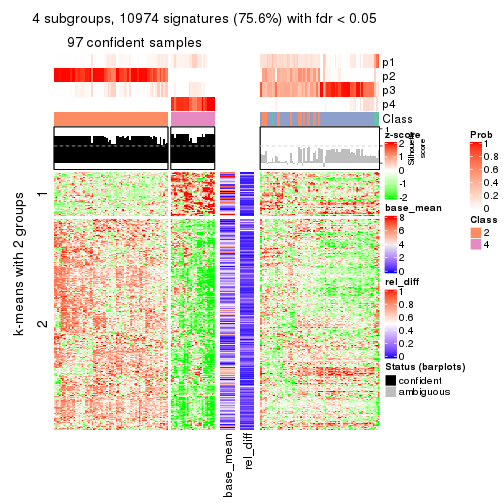 4 subgroups, 10974 signatures (75.6%) with fdr < 0.05
97 confident samples
p1
p2
p3
p4
Class
1
Silhouette
score
k-means with 2 groups
1
2
base_mean
rel_diff
z-score
2
1
0
-1
-2
base_mean
8
6
4
2
0
rel_diff
1
0.8
0.6
0.4
0.2
0
Status (barplots)
confident
ambiguous
Prob
1
0.8
0.6
0.4
0.2
0
Class
2
4